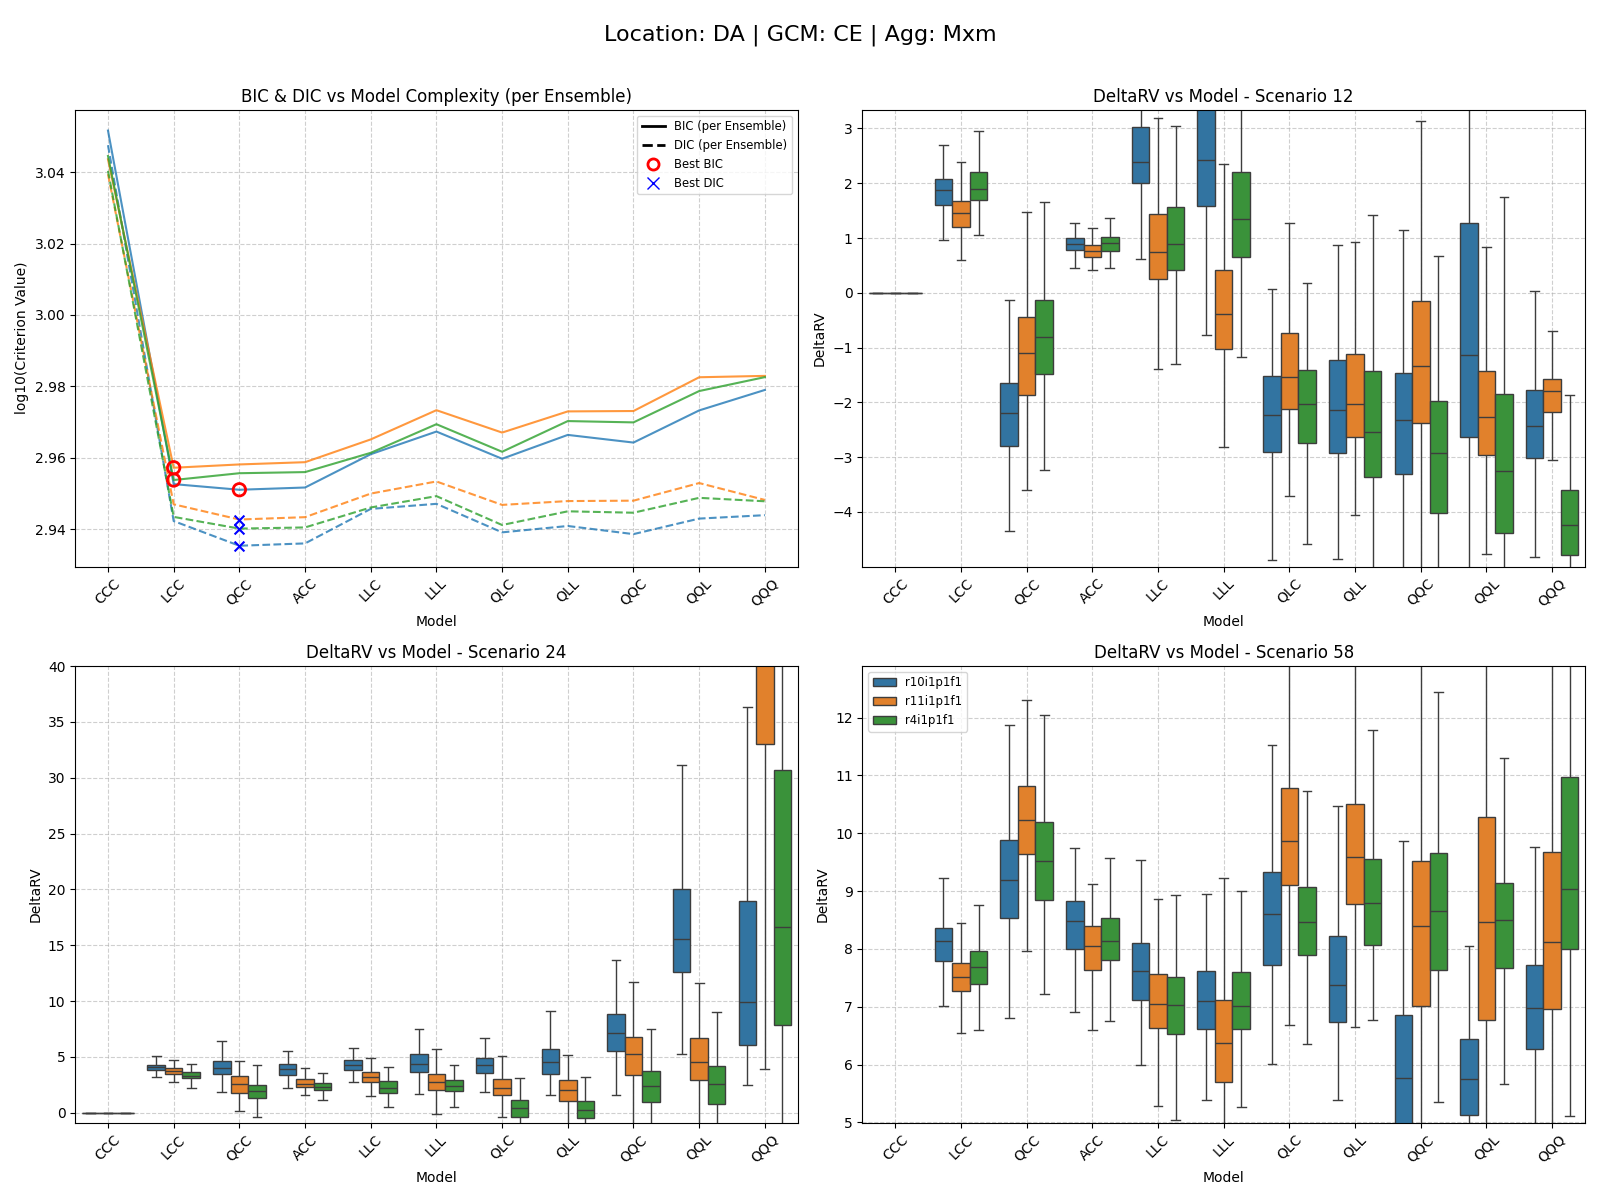 Location: DA | GCM: CE | Agg: Mxm
BIC & DIC vs Model Complexity (per Ensemble)
log10(Criterion Value)
3.04
3.02
3.00
2.98
2.96
2.94
BIC (per Ensemble)
DIC (per Ensemble)
Best BIC
Best DIC
CCC LCC QCC ACC LLC LLL QLC QLL QQC QQL QQQ
Model
DeltaRV vs Model - Scenario 12
DeltaRV
3
2
1
0
−1
−2
−3
−4
CCC LCC QCC ACC LLC LLL QLC QLL QQC QQL QQQ
Model
DeltaRV vs Model - Scenario 24
DeltaRV
40
35
30
25
20
15
10
5
0
CCC LCC QCC ACC LLC LLL QLC QLL QQC QQL QQQ
Model
DeltaRV vs Model - Scenario 58
DeltaRV
12
11
10
9
8
7
6
5
r10i1p1f1
r11i1p1f1
r4i1p1f1
CCC LCC QCC ACC LLC LLL QLC QLL QQC QQL QQQ
Model